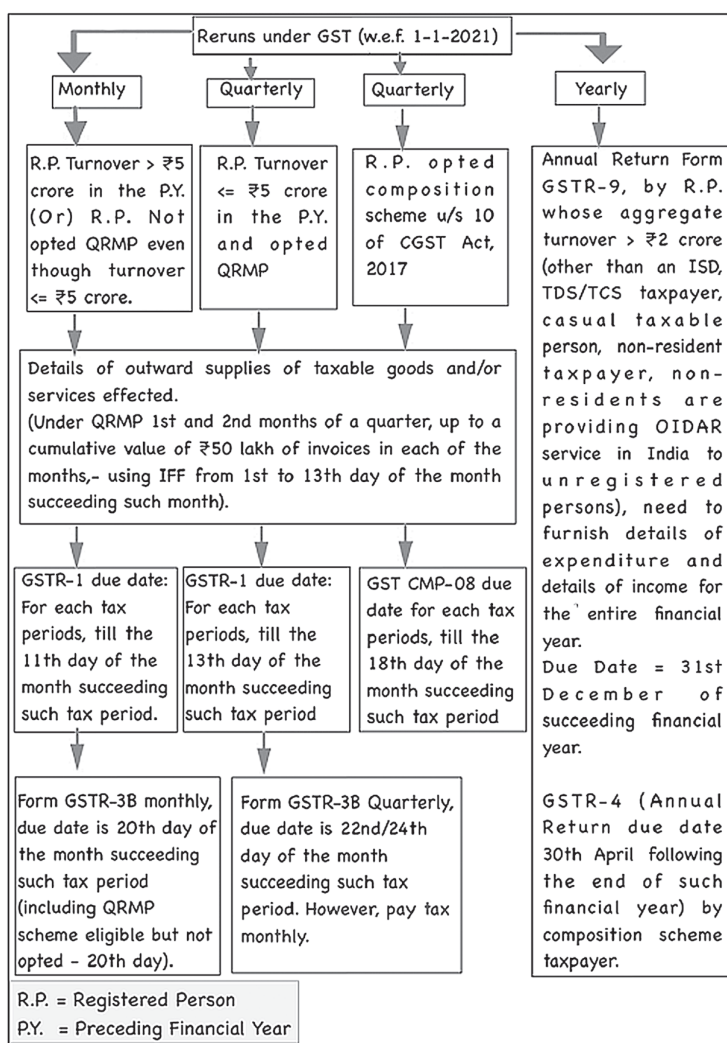 Reruns under GST (w.e.f. 1-1-2021)
Monthly
Quarterly
Quarterly
Yearly
R.P. Turnover > ₹5
crore in the P.Y.
(Or) R.P. Not
opted QRMP even
though turnover
<= ₹5 crore.
R.P. Turnover
<= ₹5 crore
in the P.Y.
and opted
QRMP
R.P. opted
composition
scheme u/s 10
of CGST Act,
2017
Details of outward supplies of taxable goods and/or
services effected.
(Under QRMP 1st and 2nd months of a quarter, up to a
cumulative value of ₹50 lakh of invoices in each of the
months,- using IFF from 1st to 13th day of the month
succeeding such month).
GSTR-1 due date:
For each tax
periods, till the
11th day of the
month succeeding
such tax period.
GSTR-1 due date:
For each tax
periods, till the
13th day of the
month succeeding
such tax period
GST CMP-08 due
date for each tax
periods, till the
18th day of the
month succeeding
such tax period
Form GSTR-3B monthly,
due date is 20th day of
the month succeeding
such tax period
(including QRMP
scheme eligible but not
opted - 20th day).
Form GSTR-3B Quarterly,
due date is 22nd/24th
day of the month
succeeding such tax
period. However, pay tax
monthly.
Annual Return Form
GSTR-9, by R.P.
whose aggregate
turnover > ₹2 crore
(other than an ISD,
TDS/TCS taxpayer,
casual taxable
person, non-resident
taxpayer, non-
residents are
providing OIDAR
service in India to
unregistered
persons), need to
furnish details of
expenditure and
details of income for
the entire financial
year.
Due Date = 31st
December of
succeeding financial
year.
GSTR-4 (Annual
Return due date
30th April following
the end of such
financial year) by
composition scheme
taxpayer.
R.P. = Registered Person
P.Y. = Preceding Financial Year